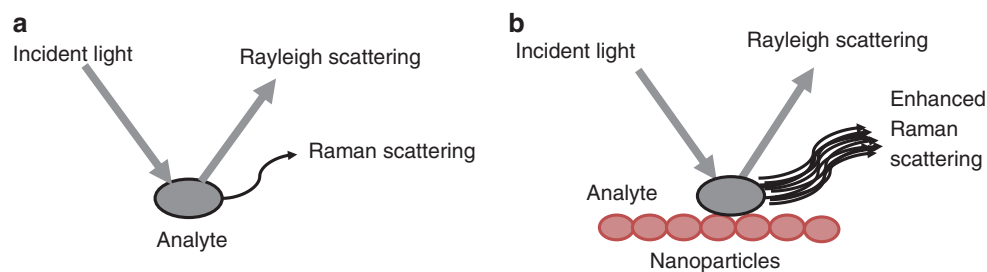 a
Incident light
Rayleigh scattering
Raman scattering
Analyte
b
Incident light
Rayleigh scattering
Enhanced
Raman
scattering
Analyte
Nanoparticles